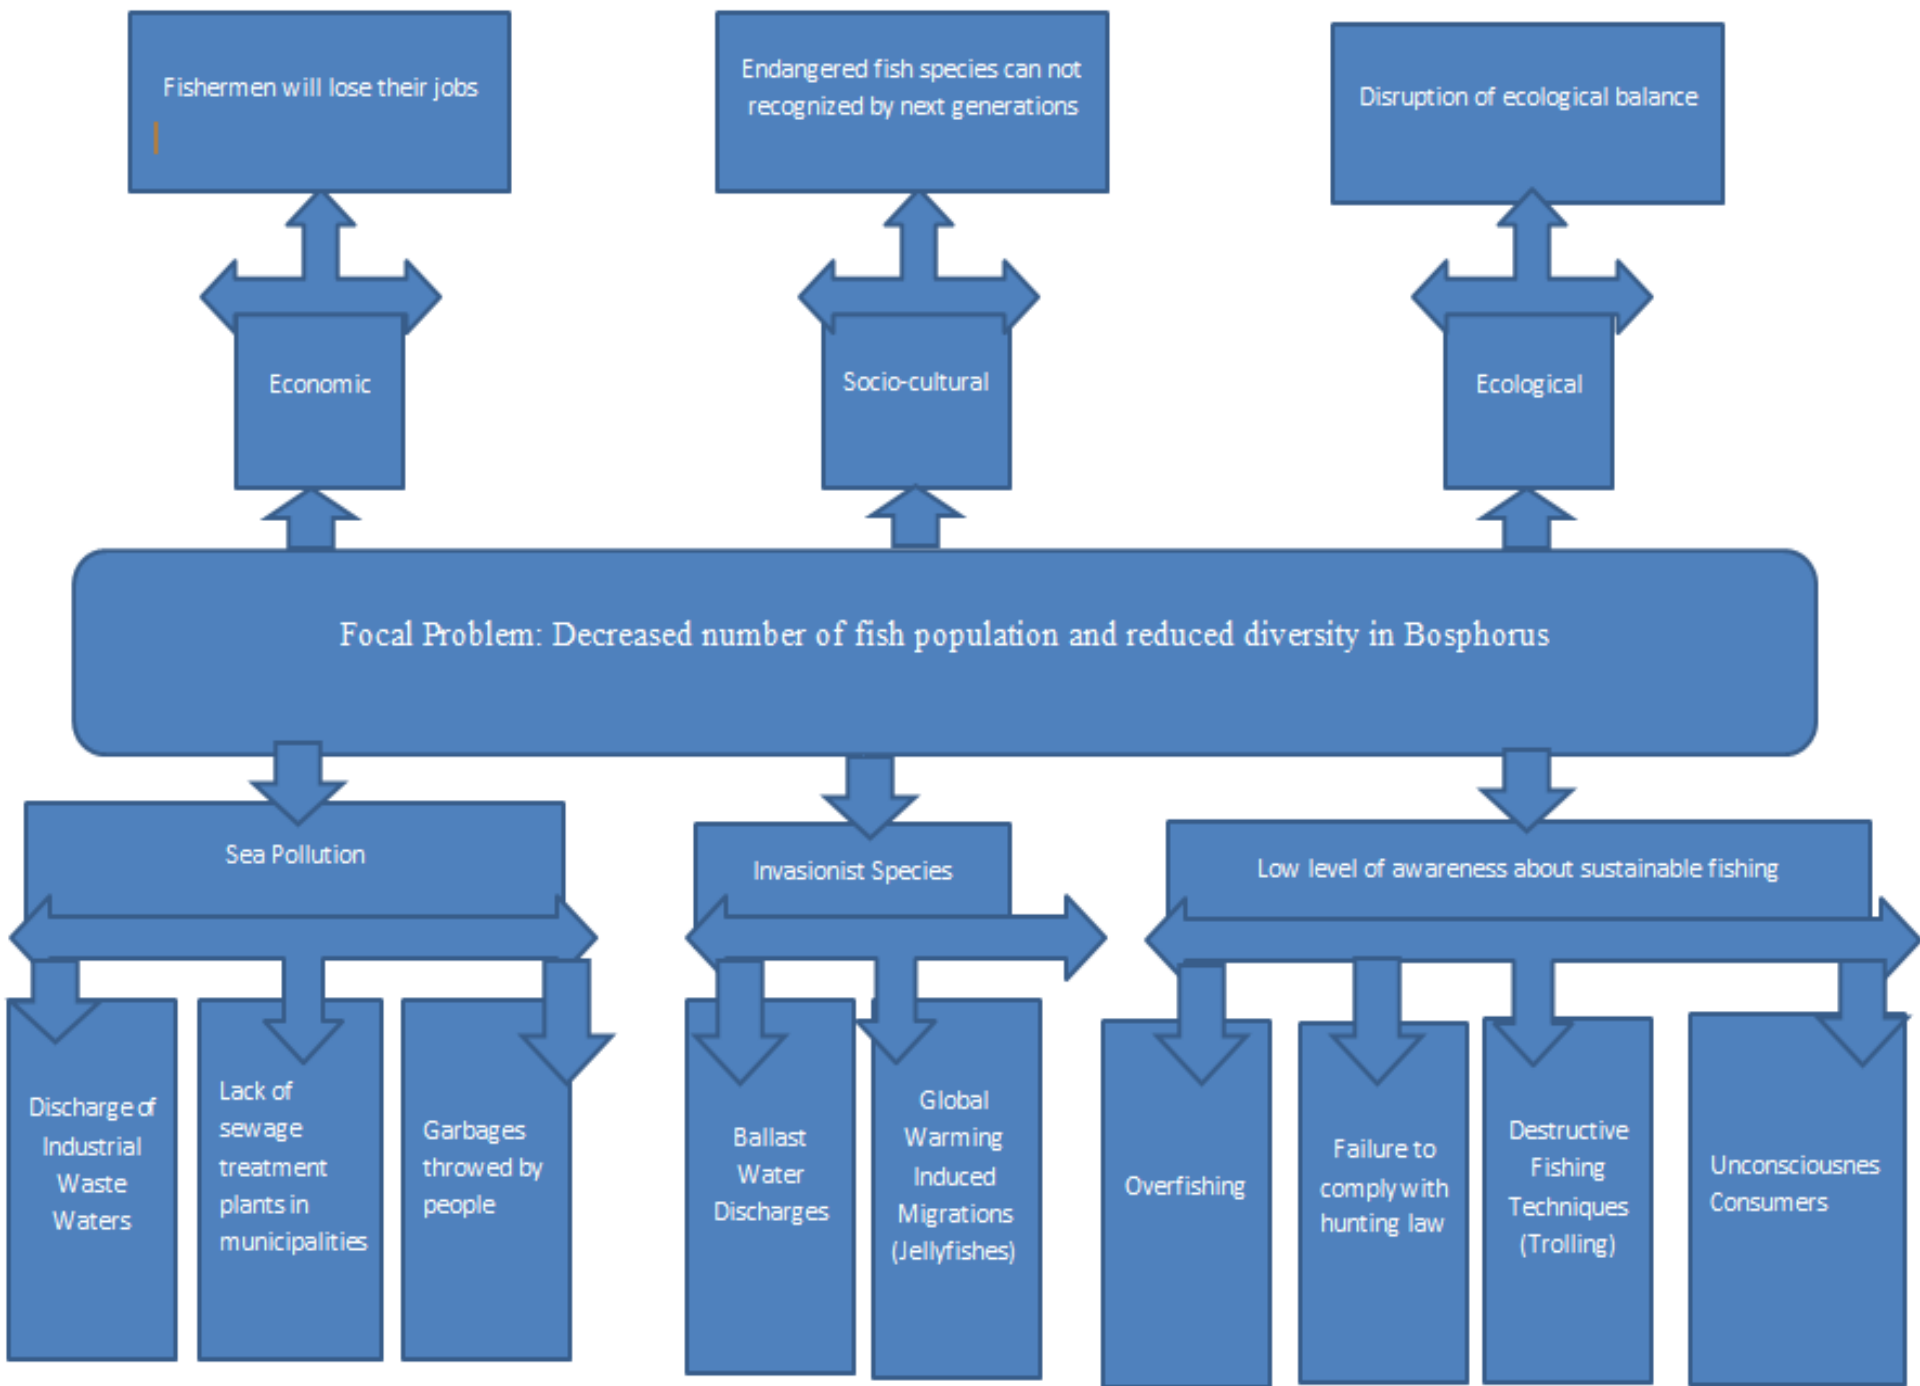 Fishermen will lose their jobs
Endangered fish species can not
recognized by next generations
Disruption of ecological balance
Economic
Socio-cultural
Ecological
Focal Problem: Decreased number of fish population and reduced diversity in Bosphorus
Sea Pollution
Invasionist Species
Low level of awareness about sustainable fishing
Discharge of
Industrial
Waste
Waters
Lack of
sewage
treatment
plants in
municipalities
Garbages
throwed by
people
Ballast
Water
Discharges
Global
Warming
Induced
Migrations
(Jellyfishes)
Overfishing
Failure to
comply with
hunting law
Destructive
Fishing
Techniques
(Trolling)
Unconsciousnes
Consumers